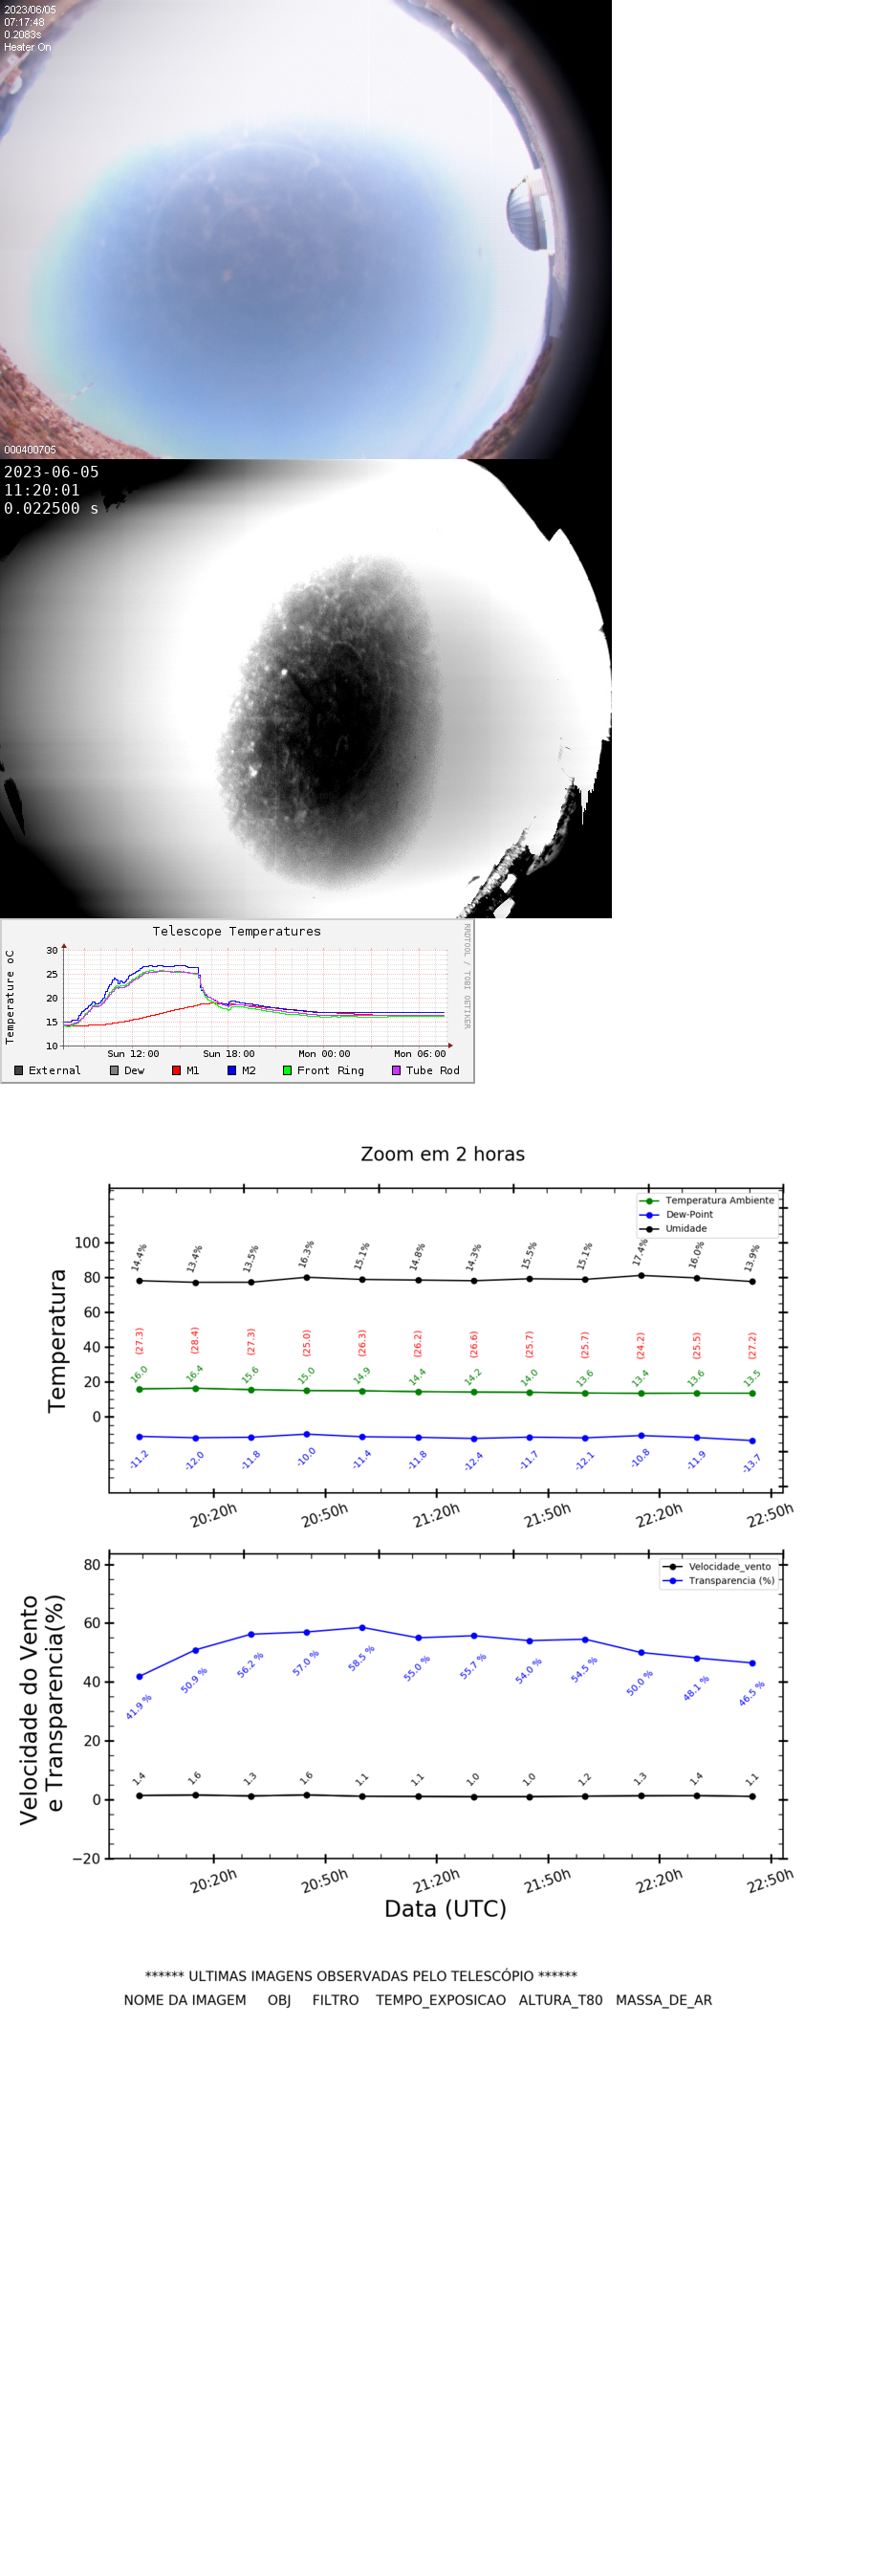 2023/06/05
07:17:48
0.2083s
Heater On
000400705
2023-06-05
11:20:01
0.022500 s
Telescope Temperatures
Temperature oC
30
25
20
15
10
Sun 12:00 Sun 18:00 Mon 00:00 Mon 06:00
External Dew M1 M2 Front Ring Tube Rod
RRDTOOL / TOBI OETIKER
Zoom em 2 horas
Temperatura
Temperatura Ambiente
Dew-Point
Umidade
100
80
60
40
20
0
14.4% 13.4% 13.5% 16.3% 15.1% 14.8% 14.3% 15.5% 15.1% 17.4% 16.0% 13.9%
(27.3) (28.4) (27.3) (25.0) (26.3) (26.2) (26.6) (25.7) (25.7) (24.2) (25.5) (27.2)
16.0 16.4 15.6 15.0 14.9 14.4 14.2 14.0 13.6 13.4 13.6 13.5
-11.2 -12.0 -11.8 -10.0 -11.4 -11.8 -12.4 -11.7 -12.1 -10.8 -11.9 -13.7
20:20h 20:50h 21:20h 21:50h 22:20h 22:50h
Velocidade do Vento
e Transparencia(%)
Velocidade_vento
Transparencia (%)
80
60
40
20
0
−20
41.9 % 50.9 % 56.2 % 57.0 % 58.5 % 55.0 % 55.7 % 54.0 % 54.5 % 50.0 % 48.1 % 46.5 %
1.4 1.6 1.3 1.6 1.1 1.1 1.0 1.0 1.2 1.3 1.4 1.1
20:20h 20:50h 21:20h 21:50h 22:20h 22:50h
Data (UTC)
****** ULTIMAS IMAGENS OBSERVADAS PELO TELESCÓPIO ******
NOME DA IMAGEM OBJ FILTRO TEMPO_EXPOSICAO ALTURA_T80 MASSA_DE_AR